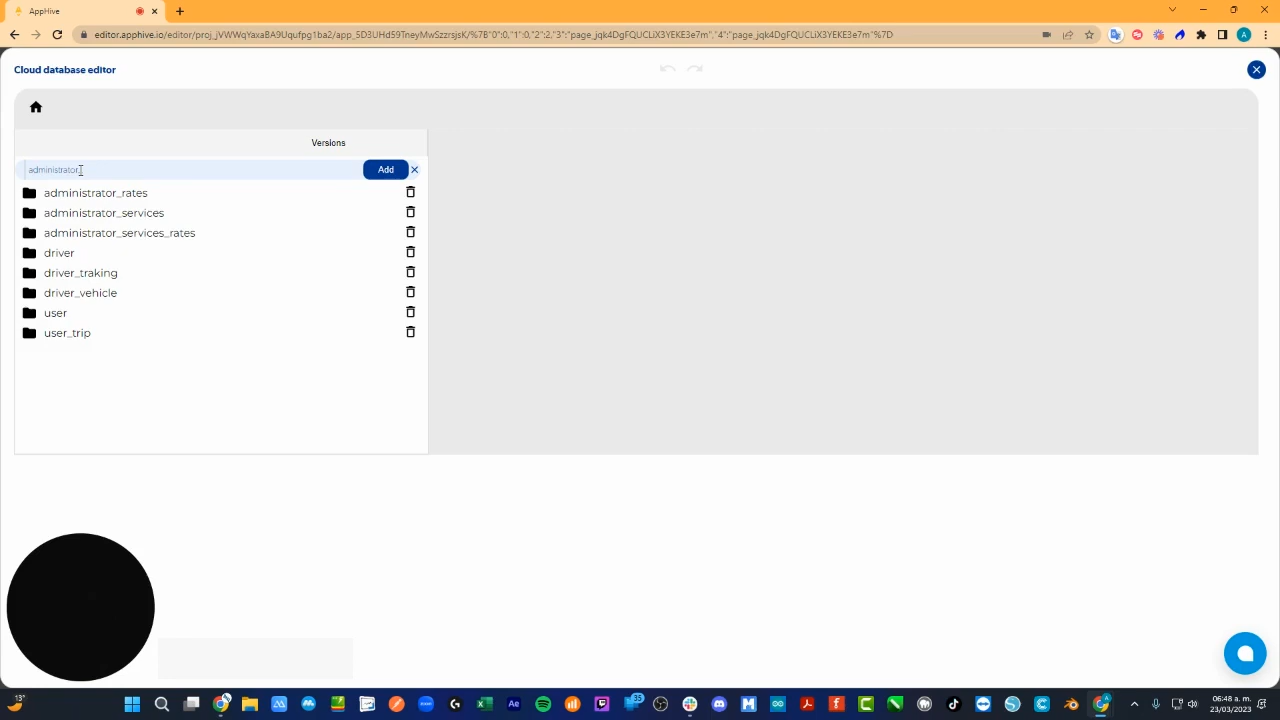 AppHive
editor.apphive.io/editor/proj_jVWWqYaxaBA9Uqufpg1ba2/app_5D3UHd59TneyMwSzzrsjsK/%7B"0":0,"1":0,"2":2,"3":"page_jqk4DgFQUCLiX3YEKE3e7m","4":"page_jqk4DgFQUCLiX3YEKE3e7m"%7D
A
Cloud database editor
Versions
administrator
Add
administrator_rates
administrator_services
administrator_services_rates
driver
driver_traking
driver_vehicle
user
user_trip
13°
35
06:48 a. m.
23/03/2023